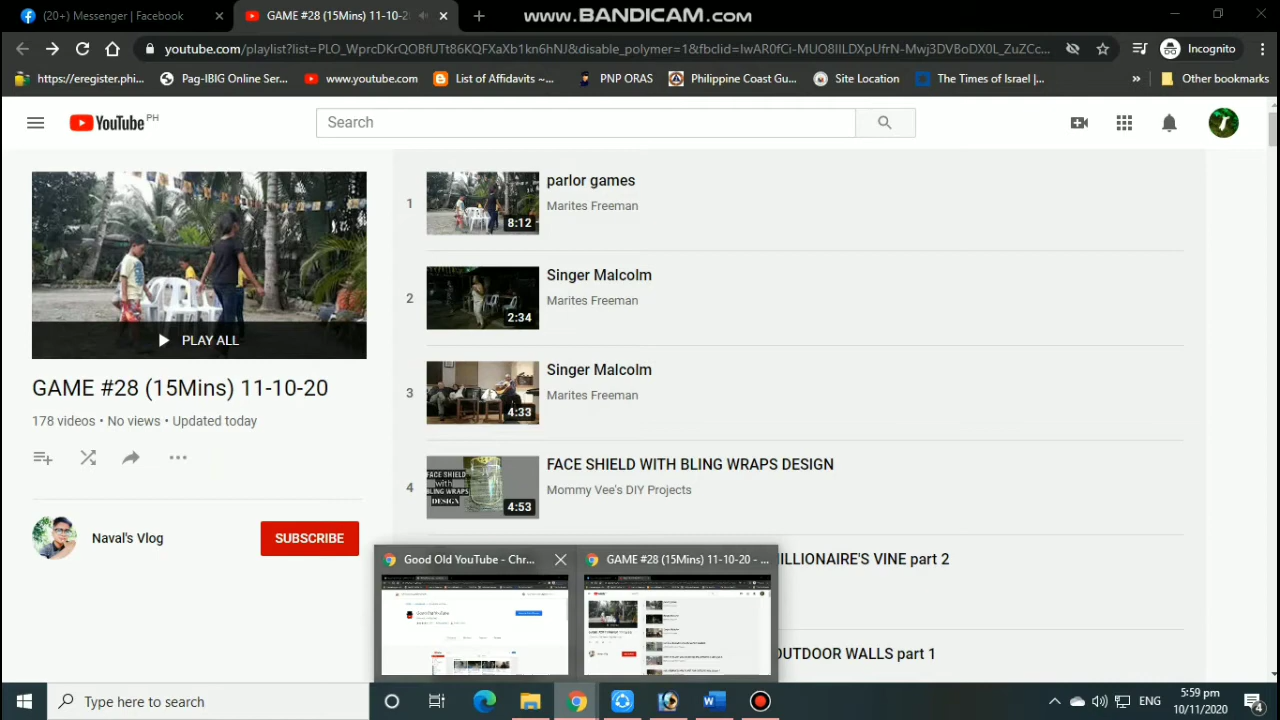 (20+) Messenger | Facebook
GAME #28 (15Mins) 11-10-2
www.BANDICAM.com
youtube.com/playlist?list=PLO_WprcDKrQOBfUTt86KQFXaXb1kn6hNJ&disable_polymer=1&fbclid=IwAR0fCi-MUO8IIILDXpUfrN-Mwj3DVBoDX0L_ZuZCc...
Incognito
https://eregister.phi...
Pag-IBIG Online Ser...
www.youtube.com
List of Affidavits ~...
PNP ORAS
Philippine Coast Gu...
Site Location
The Times of Israel |...
»
Other bookmarks
YouTube PH
Search
1
parlor games
Marites Freeman
8:12
2
Singer Malcolm
Marites Freeman
2:34
3
Singer Malcolm
Marites Freeman
4:33
4
FACE SHIELD WITH BLING WRAPS DESIGN
Mommy Vee's DIY Projects
FACE SHIELD
with
BLING WRAPS
DESIGN
4:53
ILLIONAIRE'S VINE part 2
OUTDOOR WALLS part 1
PLAY ALL
GAME #28 (15Mins) 11-10-20
178 videos • No views • Updated today
Naval's Vlog
SUBSCRIBE
Good Old YouTube - Chr...
GAME #28 (15Mins) 11-10-20 - ...
Type here to search
ENG
5:59 pm
10/11/2020
4